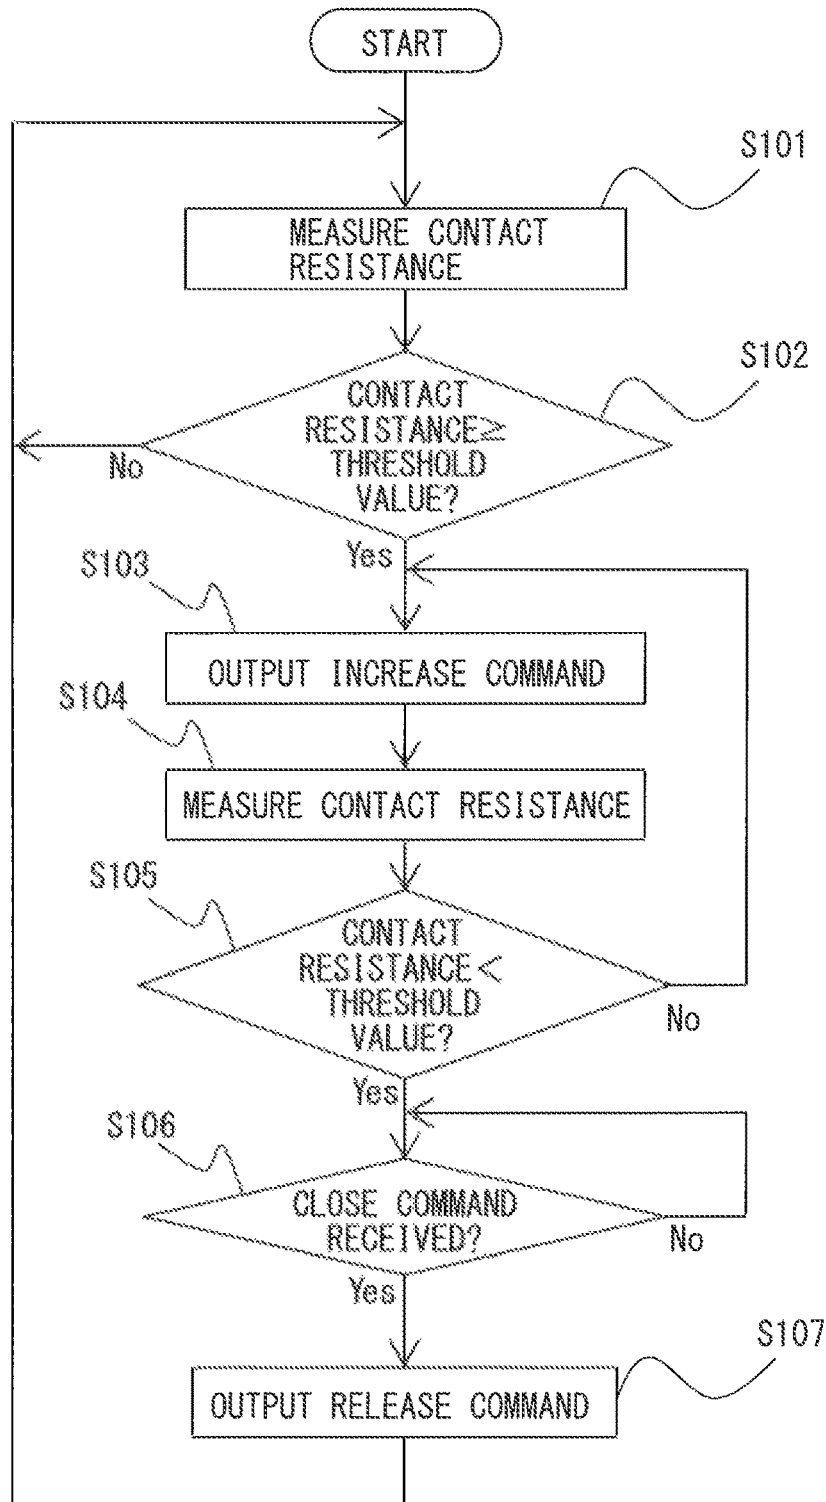 START
S101
MEASURE CONTACT
RESISTANCE
S102
CONTACT
RESISTANCE≥
THRESHOLD
VALUE?
No
Yes
S103
OUTPUT INCREASE COMMAND
S104
MEASURE CONTACT RESISTANCE
S105
CONTACT
RESISTANCE<
THRESHOLD
VALUE?
No
Yes
S106
CLOSE COMMAND
RECEIVED?
No
Yes
S107
OUTPUT RELEASE COMMAND